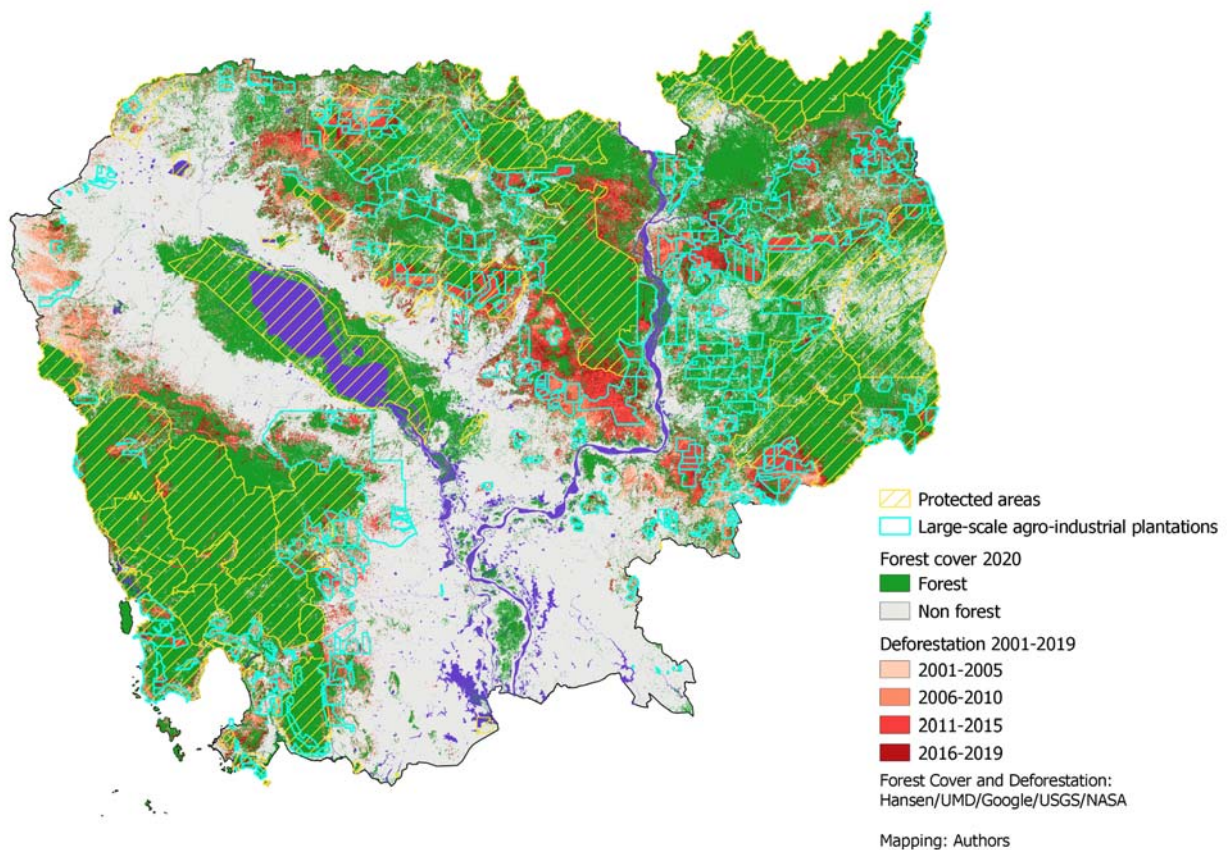 Protected areas
Large-scale agro-industrial plantations
Forest cover 2020
Forest
Non forest
Deforestation 2001-2019
2001-2005
2006-2010
2011-2015
2016-2019
Forest Cover and Deforestation:
Hansen/UMD/Google/USGS/NASA
Mapping: Authors